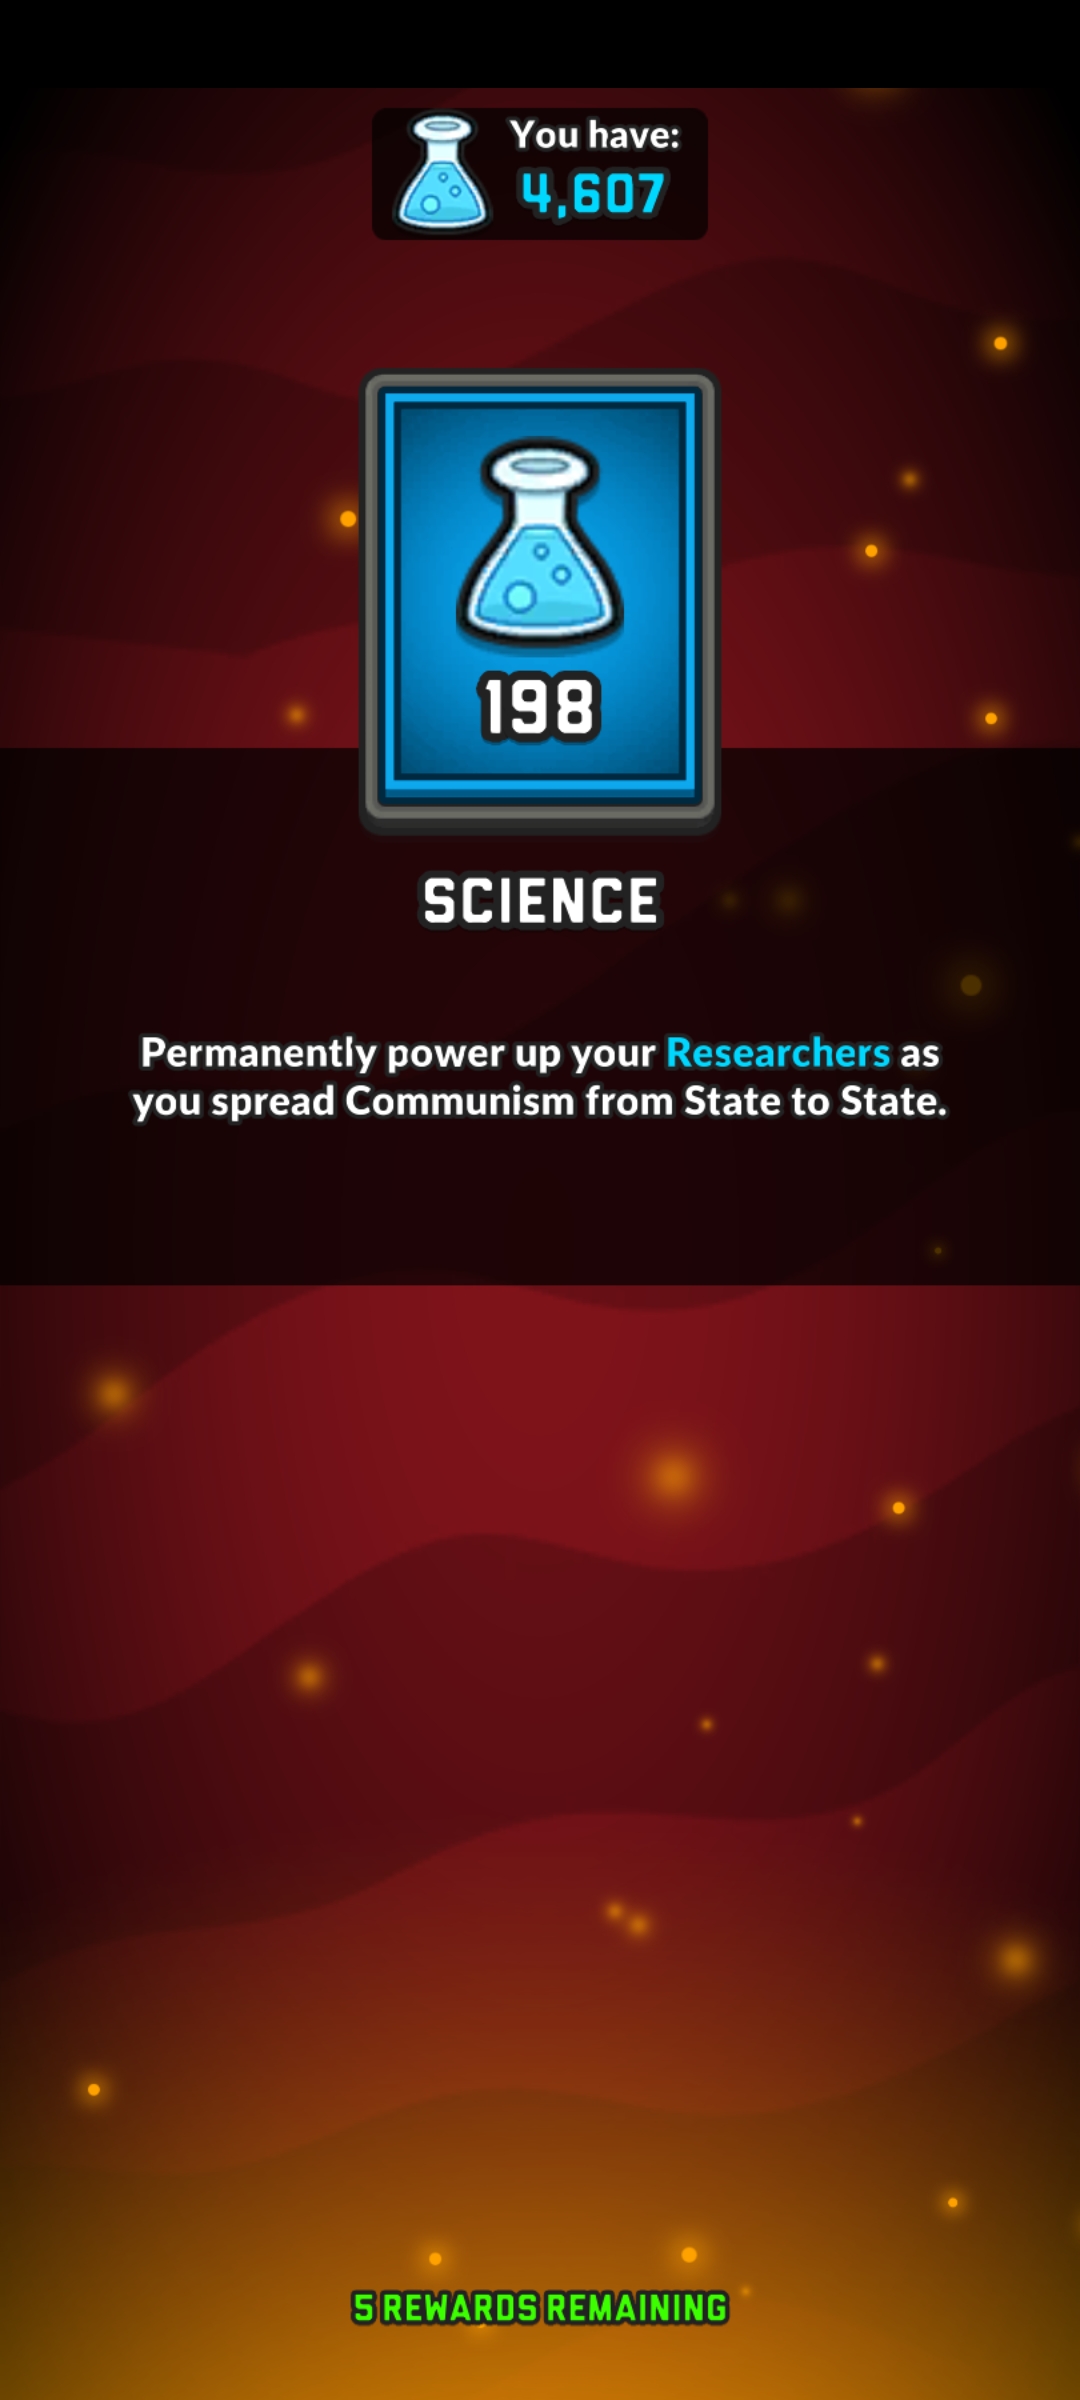 You have:
4,607
198
SCIENCE
Permanently power up your Researchers as
you spread Communism from State to State.
5 REWARDS REMAINING